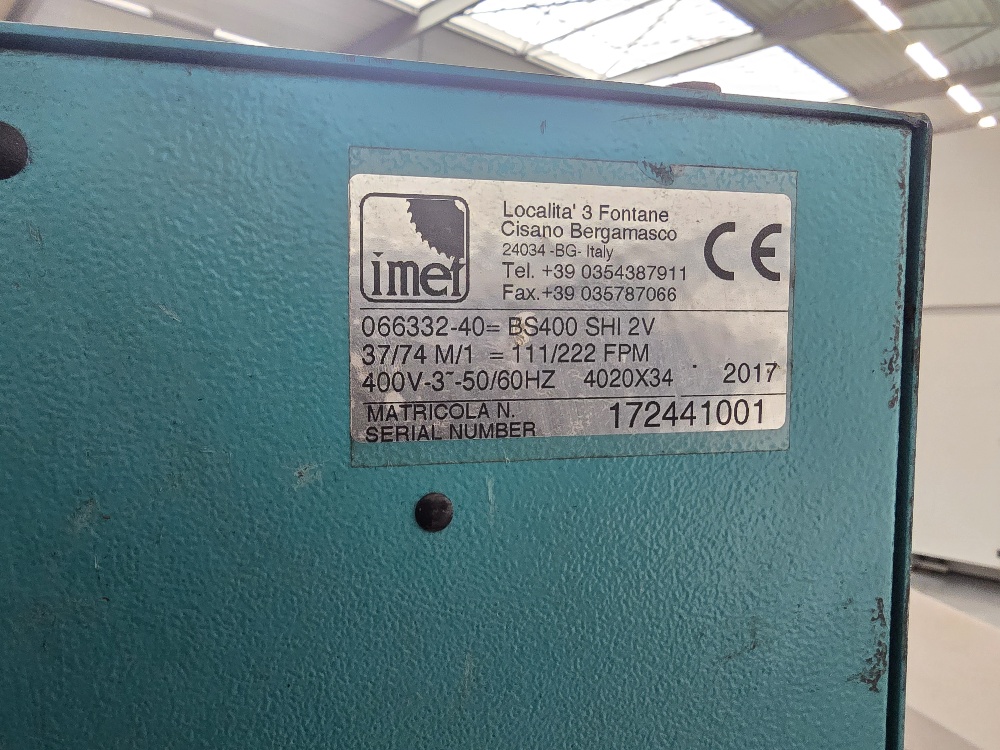 imet
Localita' 3 Fontane
Cisano Bergamasco
24034 -BG- Italy
Tel. +39 0354387911
Fax.+39 035787066
CE
066332-40= BS400 SHI 2V
37/74 M/1 = 111/222 FPM
400V-3~-50/60HZ 4020X34 2017
MATRICOLA N.
SERIAL NUMBER 172441001